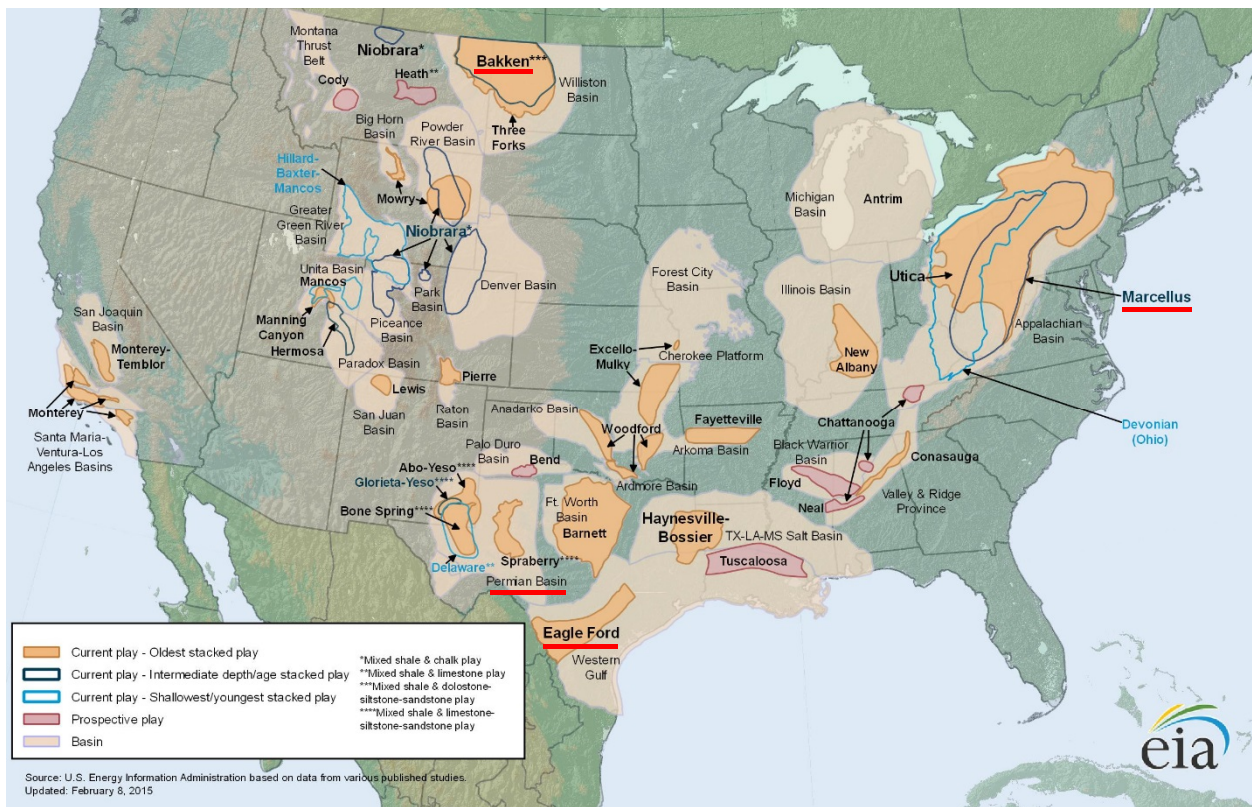 Montana
Thrust
Belt
Niobrara*
Bakken***
Cody
Heath**
Williston
Basin
Big Horn
Basin
Powder
River Basin
Three
Forks
Hillard-
Baxter-
Mancos
Mowry
Greater
Green River
Basin
Niobrara*
Michigan
Basin
Antrim
Unita Basin
Mancos
Park
Basin
Denver Basin
Forest City
Basin
Illinois Basin
Utica
Marcellus
Appalachian
Basin
San Joaquin
Basin
Manning
Canyon
Hermosa
Piceance
Basin
Monterey-
Temblor
Paradox Basin
Excello-
Mulky
Cherokee Platform
New
Albany
Lewis
Pierre
Monterey
San Juan
Basin
Raton
Basin
Anadarko Basin
Woodford
Fayetteville
Arkoma Basin
Chattanooga
Devonian
(Ohio)
Santa Maria-
Ventura-Los
Angeles Basins
Palo Duro
Basin
Bend
Black Warrior
Basin
Conasauga
Abo-Yeso****
Glorieta-Yeso****
Ardmore Basin
Floyd
Neal
Valley & Ridge
Province
Bone Spring****
Ft. Worth
Basin
Barnett
Haynesville-
Bossier
TX-LA-MS Salt Basin
Delaware**
Spraberry****
Permian Basin
Tuscaloosa
Eagle Ford
Western
Gulf
Current play - Oldest stacked play
Current play - Intermediate depth/age stacked play
Current play - Shallowest/youngest stacked play
Prospective play
Basin
*Mixed shale & chalk play
**Mixed shale & limestone play
***Mixed shale & dolostone-
siltstone-sandstone play
****Mixed shale & limestone-
siltstone-sandstone play
Source: U.S. Energy Information Administration based on data from various published studies.
Updated: February 8, 2015
eia